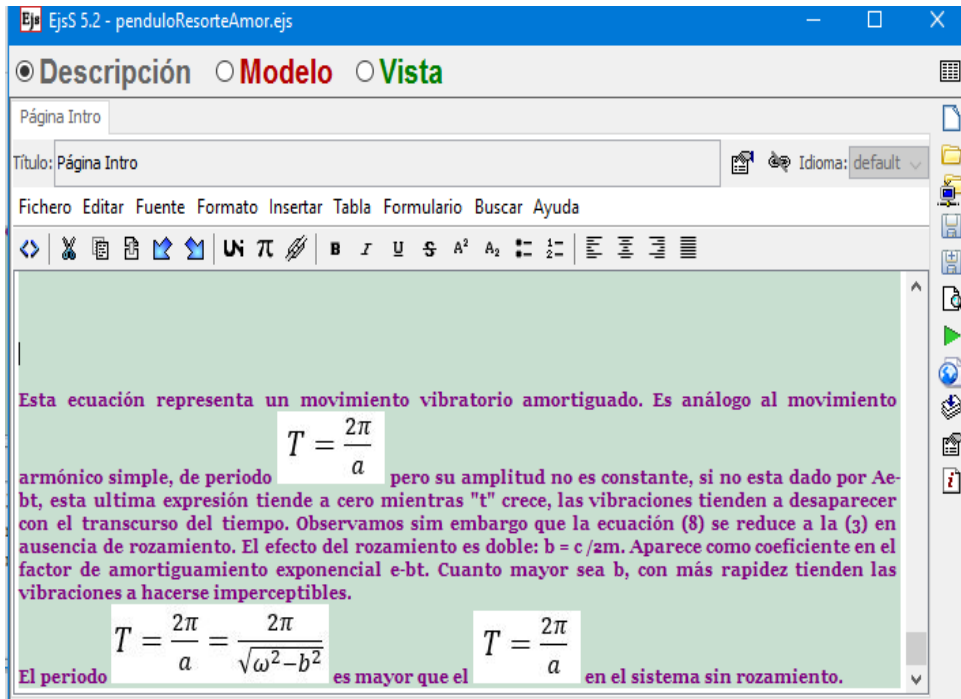 EjsS 5.2 - penduloResorteAmor.ejs
Descripción Modelo Vista
Página Intro
Título: Página Intro Idioma: default
Fichero Editar Fuente Formato Insertar Tabla Formulario Buscar Ayuda
Esta ecuación representa un movimiento vibratorio amortiguado. Es análogo al movimiento
armónico simple, de periodo T = 2π/a pero su amplitud no es constante, si no esta dado por Ae-
bt, esta ultima expresión tiende a cero mientras "t" crece, las vibraciones tienden a desaparecer
con el transcurso del tiempo. Observamos sim embargo que la ecuación (8) se reduce a la (3) en
ausencia de rozamiento. El efecto del rozamiento es doble: b = c /2m. Aparece como coeficiente en el
factor de amortiguamiento exponencial e-bt. Cuanto mayor sea b, con más rapidez tienden las
vibraciones a hacerse imperceptibles.
El periodo T = 2π/a = 2π/√(ω²−b²) es mayor que el T = 2π/a en el sistema sin rozamiento.